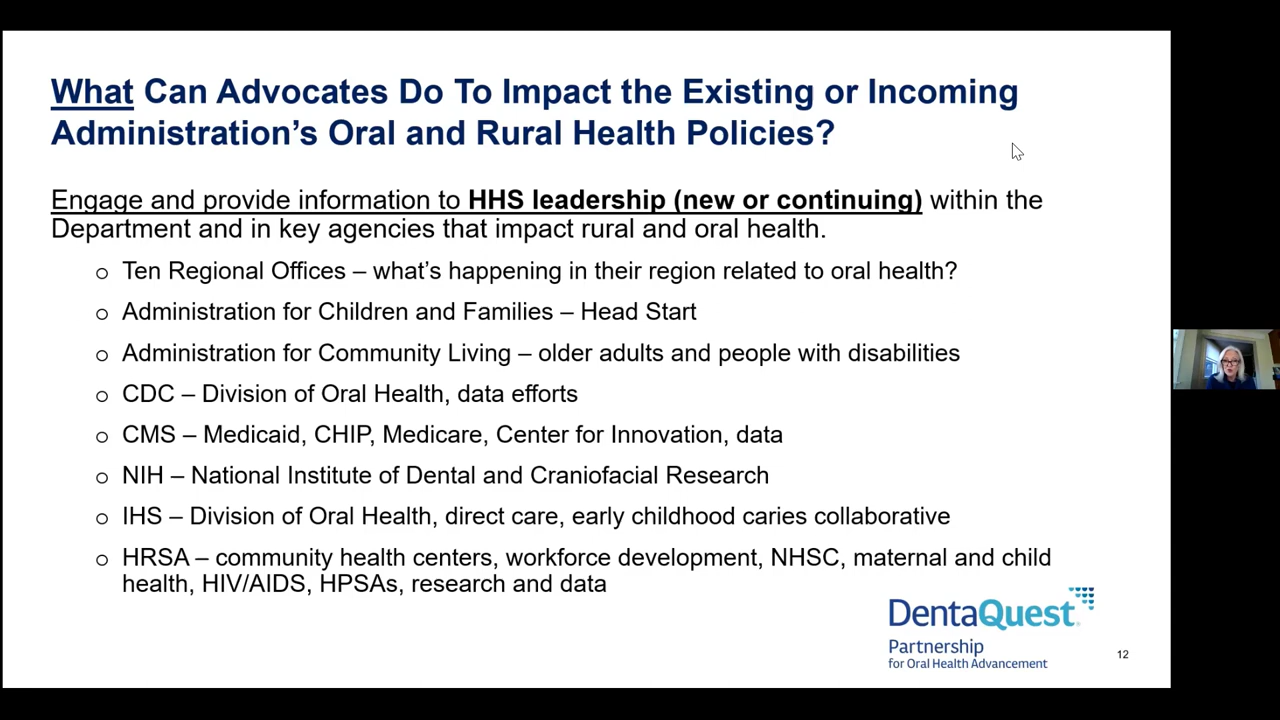 What Can Advocates Do To Impact the Existing or Incoming
Administration’s Oral and Rural Health Policies?
Engage and provide information to HHS leadership (new or continuing) within the
Department and in key agencies that impact rural and oral health.
o Ten Regional Offices – what’s happening in their region related to oral health?
o Administration for Children and Families – Head Start
o Administration for Community Living – older adults and people with disabilities
o CDC – Division of Oral Health, data efforts
o CMS – Medicaid, CHIP, Medicare, Center for Innovation, data
o NIH – National Institute of Dental and Craniofacial Research
o IHS – Division of Oral Health, direct care, early childhood caries collaborative
o HRSA – community health centers, workforce development, NHSC, maternal and child
health, HIV/AIDS, HPSAs, research and data
DentaQuest
Partnership
for Oral Health Advancement
12